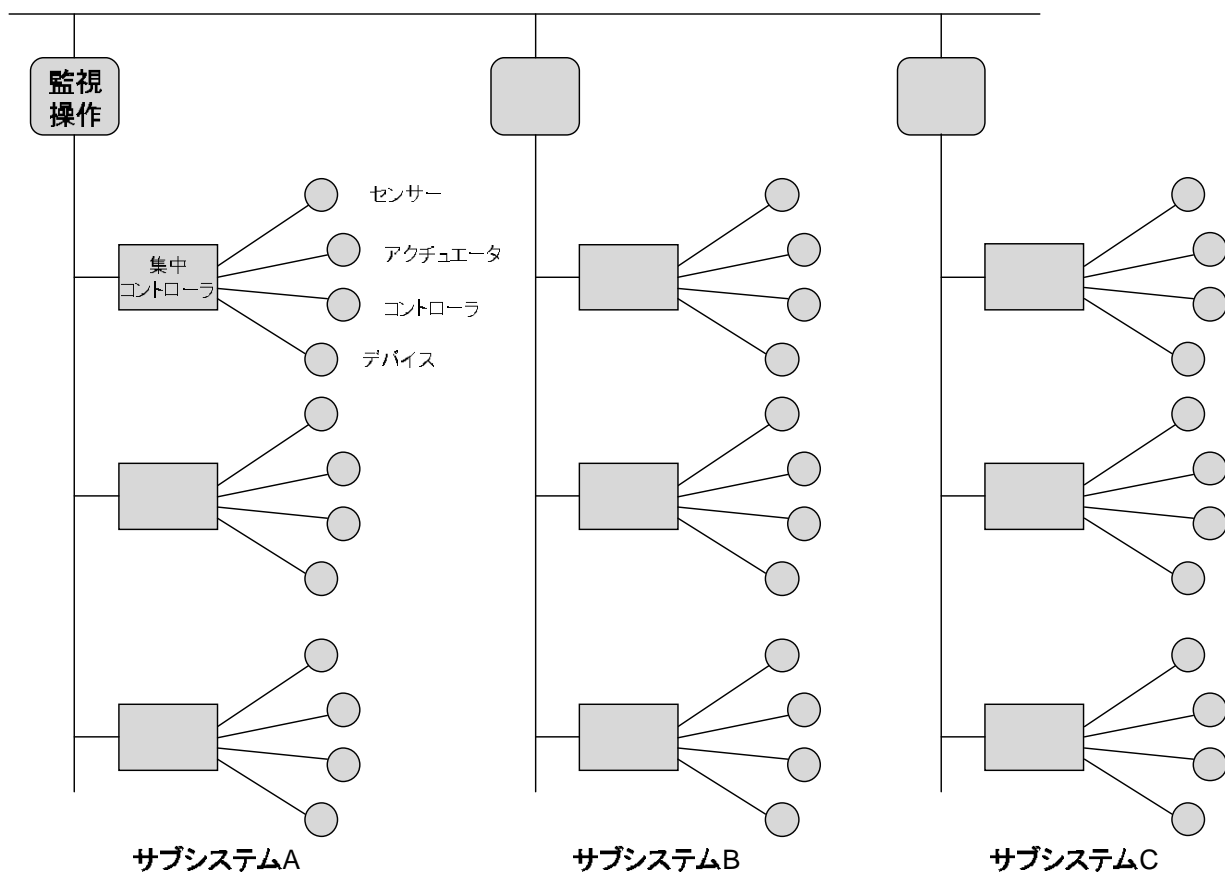 監視
操作
センサー
アクチュエータ
集中
コントローラ
コントローラ
デバイス
サブシステムA
サブシステムB
サブシステムC